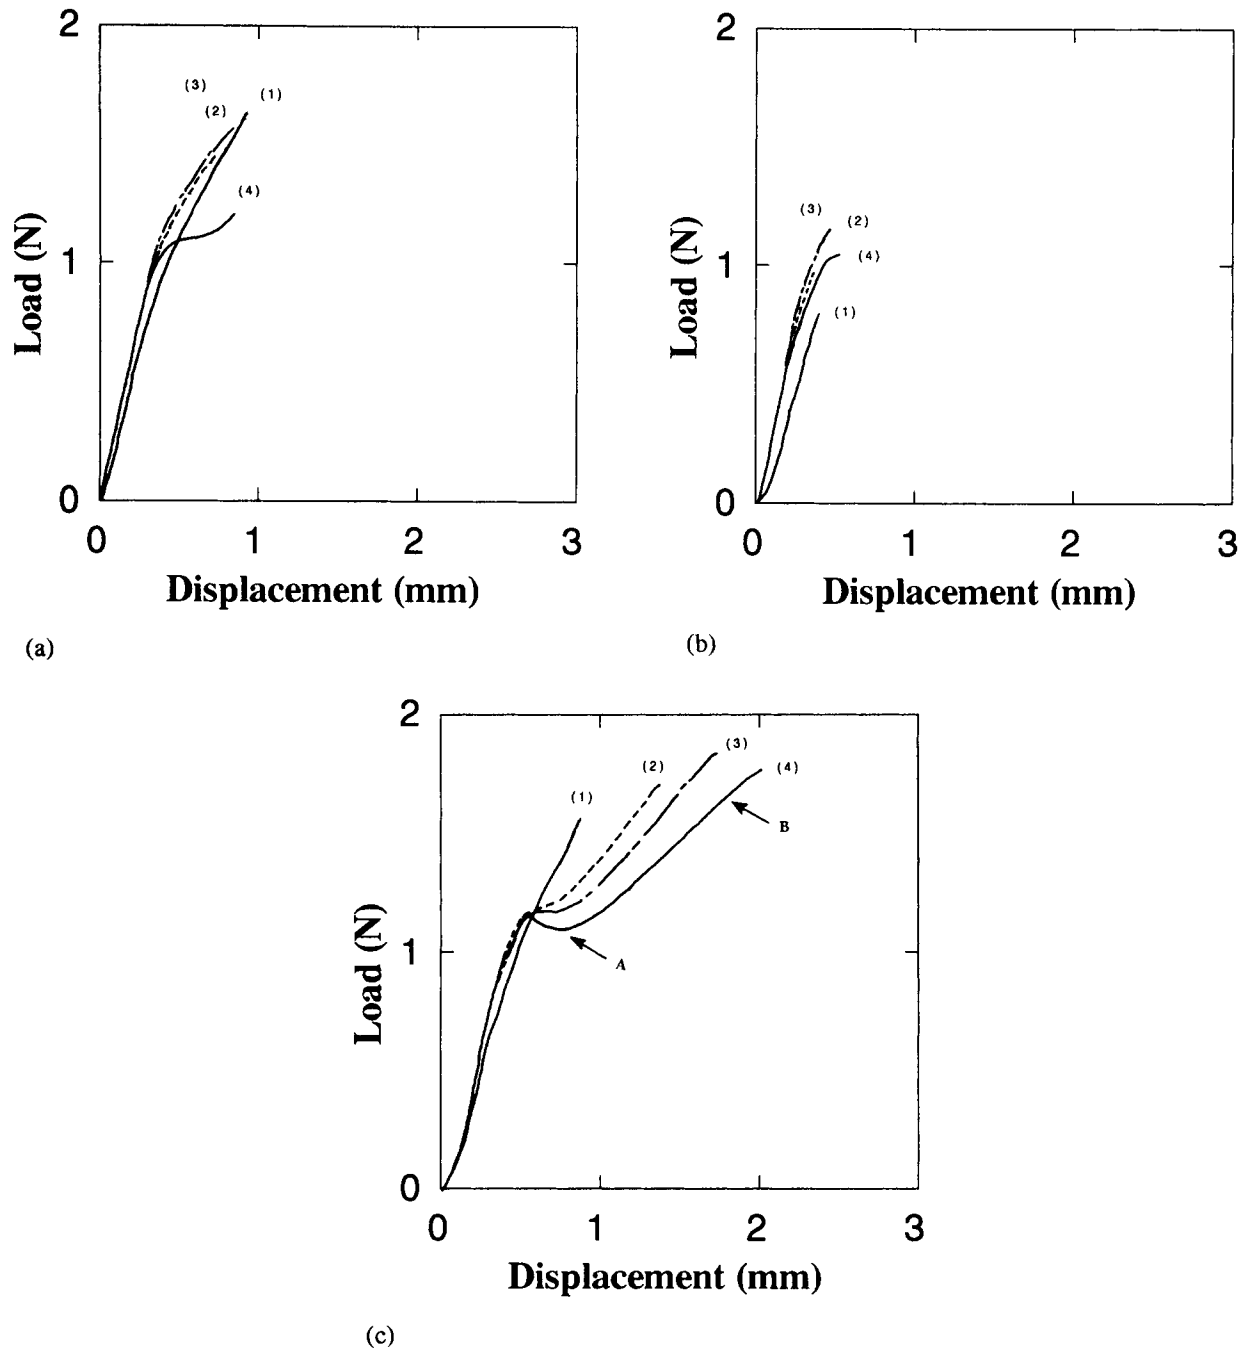 2
(3)
(1)
(2)
(4)
1
0
0 1 2 3
Load (N)
Displacement (mm)
(a)
2
(3)
(2)
(4)
1
(1)
0
0 1 2 3
Load (N)
Displacement (mm)
(b)
2
(3)
(2)
(4)
(1)
B
A
1
0
0 1 2 3
Load (N)
Displacement (mm)
(c)